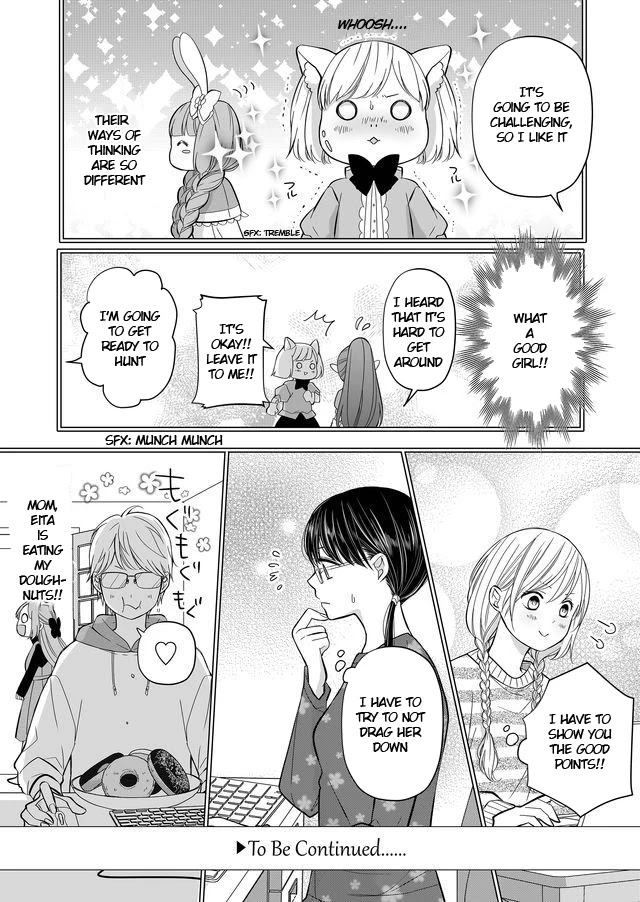 WHOOSH....
IT'S
GOING TO BE
CHALLENGING,
SO I LIKE IT
THEIR
WAYS OF
THINKING
ARE SO
DIFFERENT
SFX: TREMBLE
WHAT
A
GOOD
GIRL!!
I HEARD
THAT IT'S
HARD TO
GET
AROUND
IT'S
OKAY!!
LEAVE IT
TO ME!!
I'M GOING
TO GET
READY TO
HUNT
SFX: MUNCH MUNCH
I HAVE TO
SHOW YOU
THE GOOD
POINTS!!
I HAVE TO
TRY TO NOT
DRAG HER
DOWN
もぐもぐもぐ
♡
MOM,
EITA
IS
EATING
MY
DOUGH-
NUTS!!
▶To Be Continued......